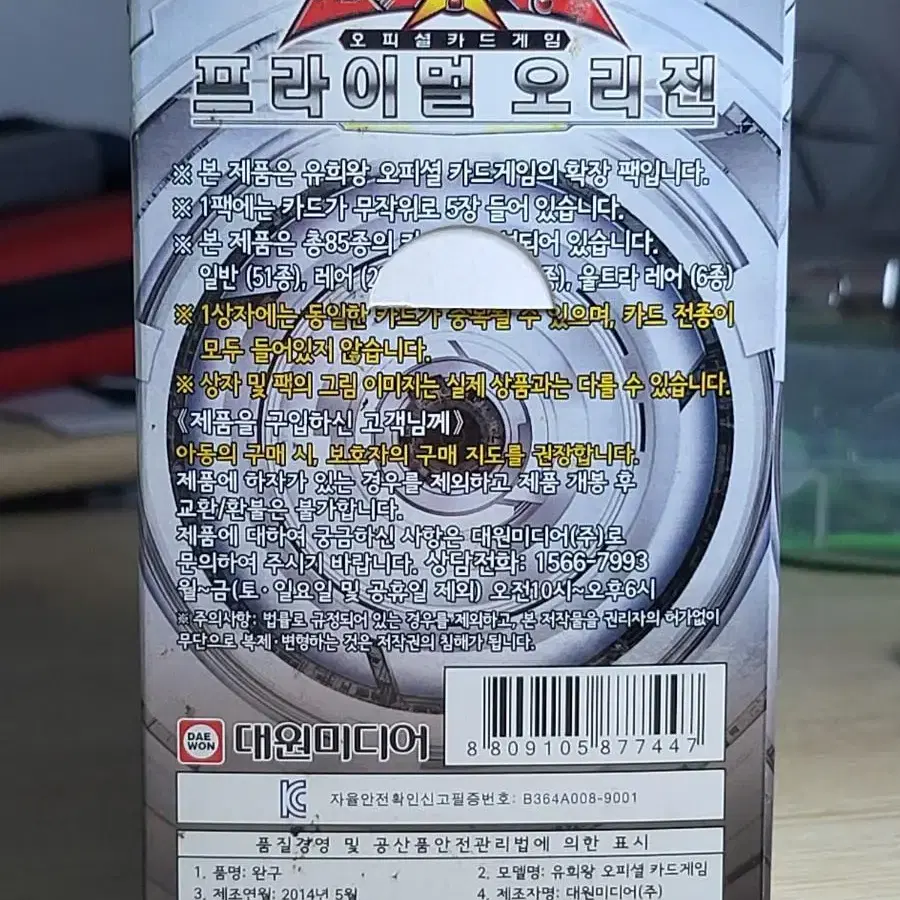 오피셜카드게임
프라이멀 오리진
※ 본 제품은 유희왕 오피셜 카드게임의 확장 팩입니다.
※ 1팩에는 카드가 무작위로 5장 들어 있습니다.
※ 본 제품은 총85종의 있습니다.
일반 (51종), 레어 울트라 레어 (6종)
※ 1상자에는 동일한 카드가 중복될 수 있으며, 카드 전종이
모두 들어있지 않습니다.
※ 상자 및 팩의 그림 이미지는 실제 상품과는 다를 수 있습니다.
《제품을 구입하신 고객님께》
아동의 구매 시, 보호자의 구매 지도를 권장합니다.
제품에 하자가 있는 경우를 제외하고 제품 개봉 후
교환/환불은 불가합니다.
제품에 대하여 궁금하신 사항은 대원미디어(주)로
문의하여 주시기 바랍니다. 상담전화: 1566-7993
월~금(토·일요일 및 공휴일 제외) 오전10시~오후6시
※주의사항: 법률로 규정되어 있는 경우를 제외하고, 본 저작물을 권리자의 허가없이
무단으로 복제·변형하는 것은 저작권의 침해가 됩니다.
DAE
WON
대원미디어
8 809105 877447
자율안전확인신고필증번호: B364A008-9001
품질경영 및 공산품안전관리법에 의한 표시
1. 품명: 완구
2. 모델명: 유희왕 오피셜 카드게임
3. 제조연월: 2014년 5월
4. 제조자명: 대원미디어(주)